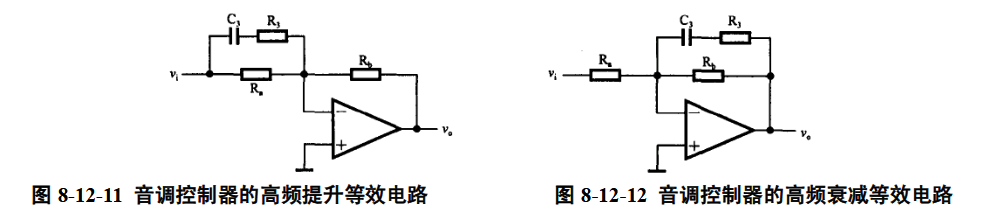 C₃ R₃
C₃ R₃
vᵢ Rₐ R_b
vᵢ Rₐ R_b
− + vₒ
− + vₒ
图 8-12-11 音调控制器的高频提升等效电路
图 8-12-12 音调控制器的高频衰减等效电路